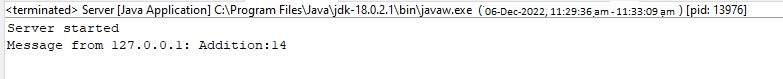 <terminated> Server [Java Application] C:\Program Files\Java\jdk-18.0.2.1\bin\javaw.exe (06-Dec-2022, 11:29:36 am - 11:33:09 am) [pid: 13976]
Server started
Message from 127.0.0.1: Addition:14